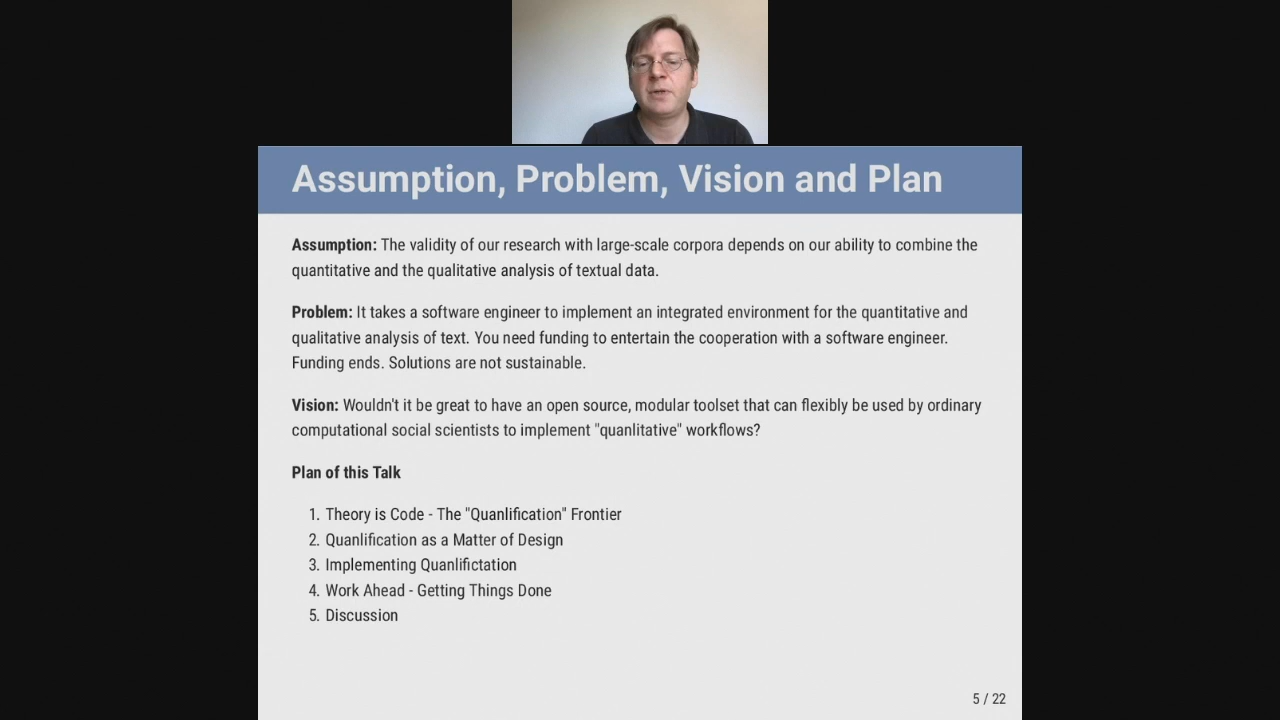 Assumption, Problem, Vision and Plan
Assumption: The validity of our research with large-scale corpora depends on our ability to combine the
quantitative and the qualitative analysis of textual data.
Problem: It takes a software engineer to implement an integrated environment for the quantitative and
qualitative analysis of text. You need funding to entertain the cooperation with a software engineer.
Funding ends. Solutions are not sustainable.
Vision: Wouldn't it be great to have an open source, modular toolset that can flexibly be used by ordinary
computational social scientists to implement "quanlitative" workflows?
Plan of this Talk
1. Theory is Code - The "Quanlification" Frontier
2. Quanlification as a Matter of Design
3. Implementing Quanlifictation
4. Work Ahead - Getting Things Done
5. Discussion
5 / 22